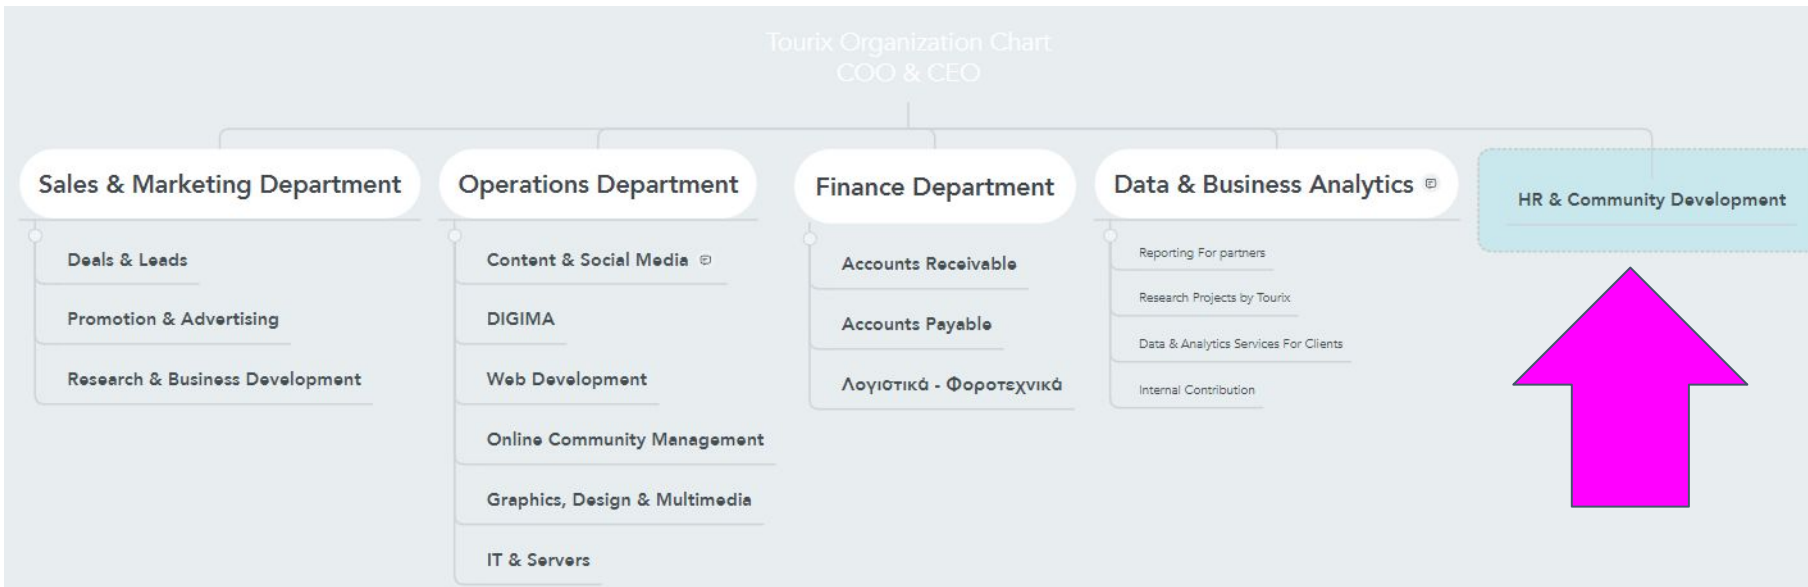 Tourix Organization Chart
COO & CEO
Sales & Marketing Department
Deals & Leads
Promotion & Advertising
Research & Business Development
Operations Department
Content & Social Media
DIGIMA
Web Development
Online Community Management
Graphics, Design & Multimedia
IT & Servers
Finance Department
Accounts Receivable
Accounts Payable
Λογιστικά - Φοροτεχνικά
Data & Business Analytics
Reporting For partners
Research Projects by Tourix
Data & Analytics Services For Clients
Internal Contribution
HR & Community Development